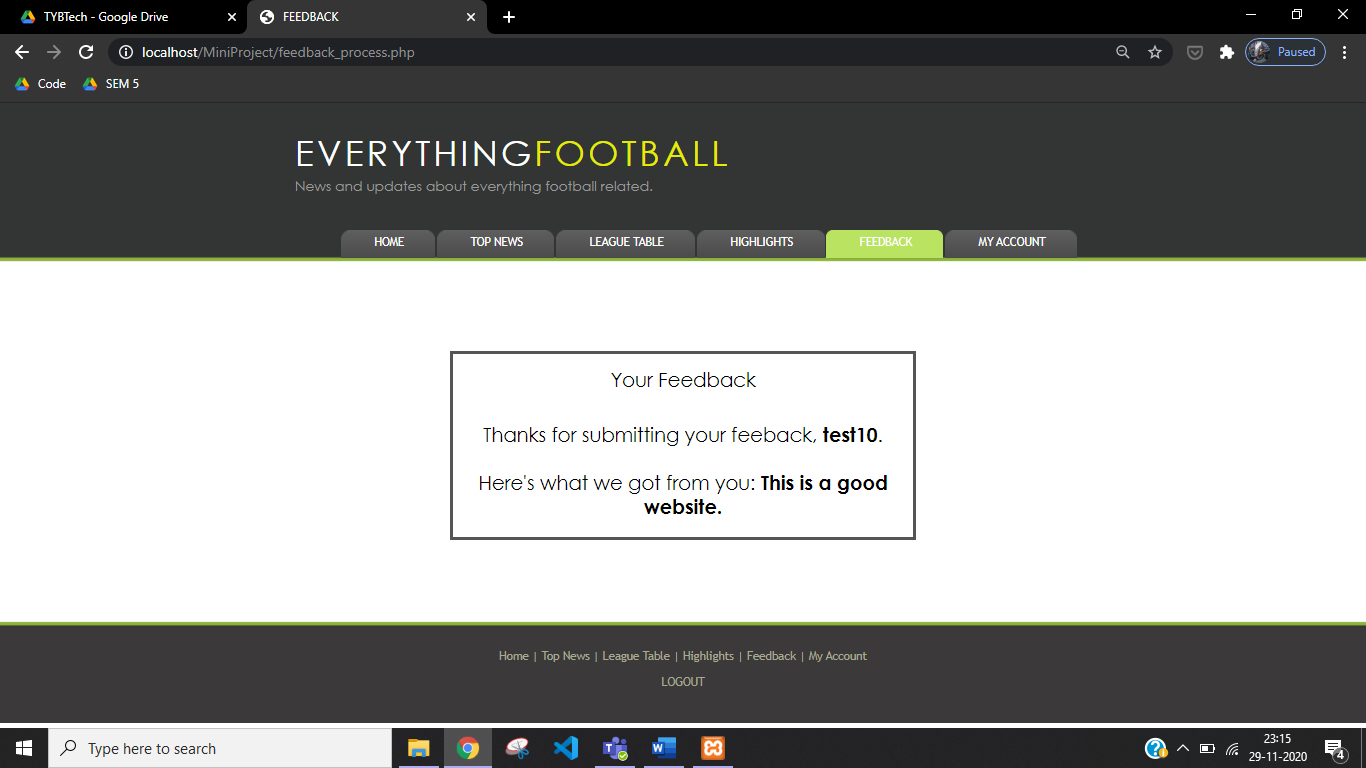 TYBTech - Google Drive
FEEDBACK
localhost/MiniProject/feedback_process.php
Paused
Code
SEM 5
EVERYTHINGFOOTBALL
News and updates about everything football related.
HOME
TOP NEWS
LEAGUE TABLE
HIGHLIGHTS
FEEDBACK
MY ACCOUNT
Your Feedback
Thanks for submitting your feeback, test10.
Here's what we got from you: This is a good
website.
Home | Top News | League Table | Highlights | Feedback | My Account
LOGOUT
Type here to search
23:15
29-11-2020
4